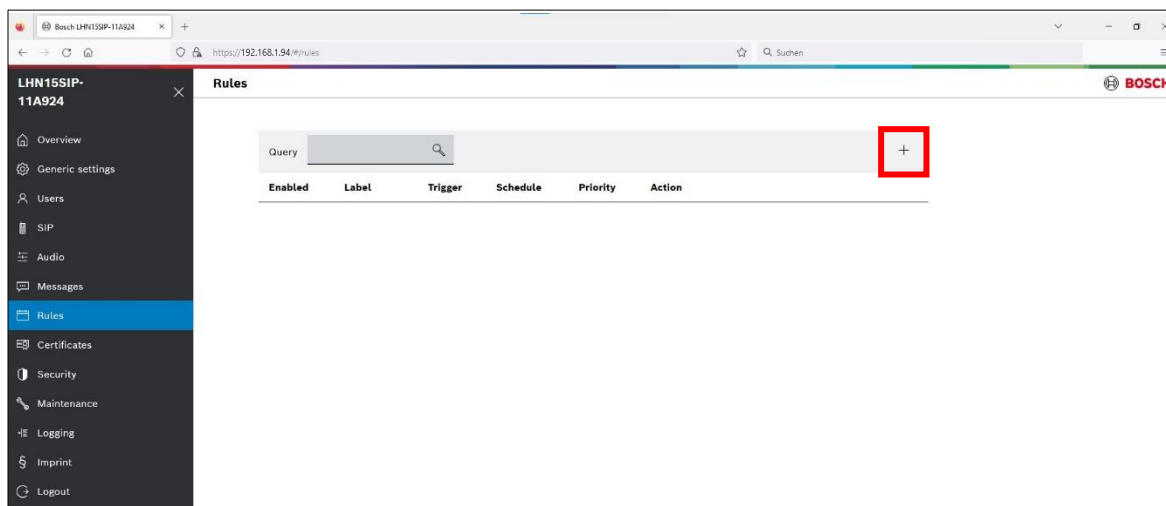 Bosch LHN15SIP-11A924
https://192.168.1.94/#/rules
Suchen
LHN15SIP-
11A924
Rules
BOSCH
Overview
Generic settings
Users
SIP
Audio
Messages
Rules
Certificates
Security
Maintenance
Logging
Imprint
Logout
Query
Enabled Label Trigger Schedule Priority Action